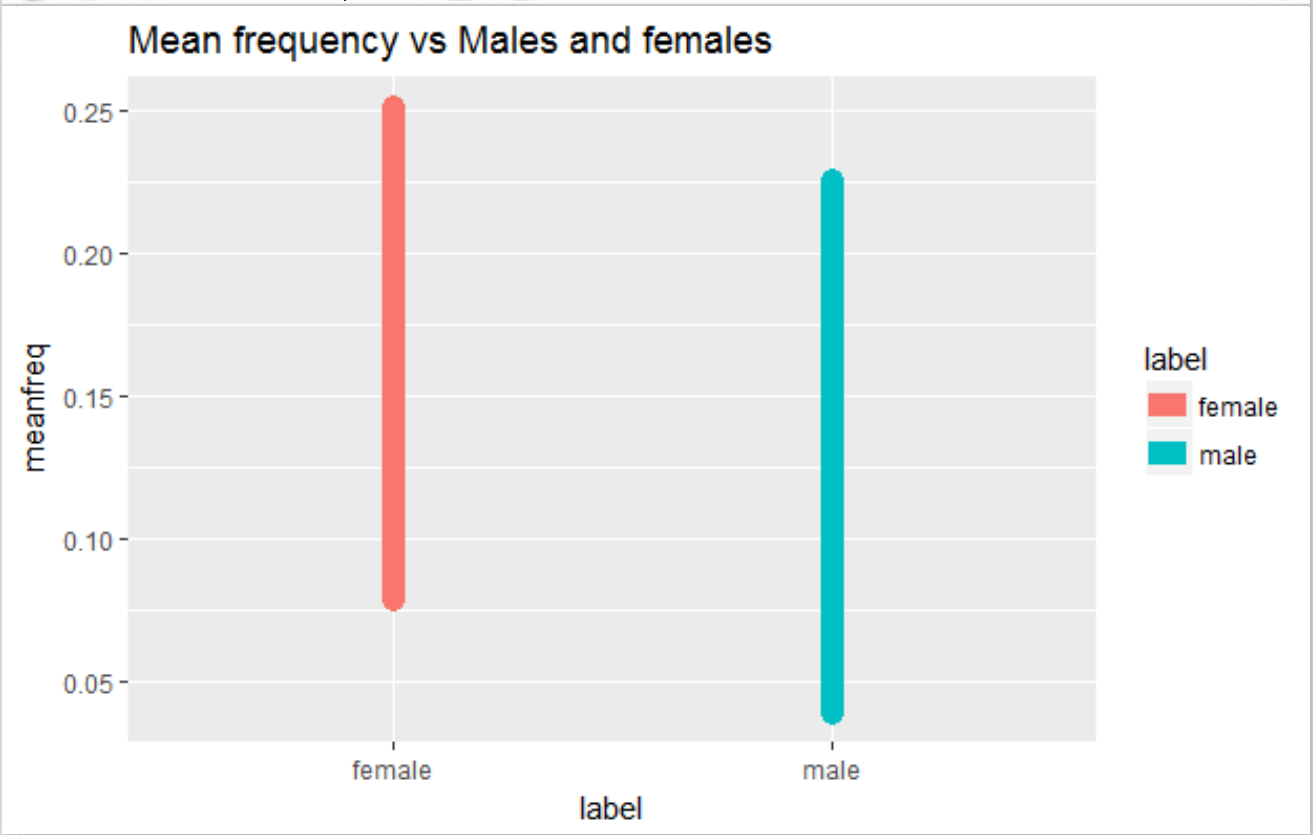 Mean frequency vs Males and females
0.25
0.20
0.15
0.10
0.05
meanfreq
female
male
label
label
female
male